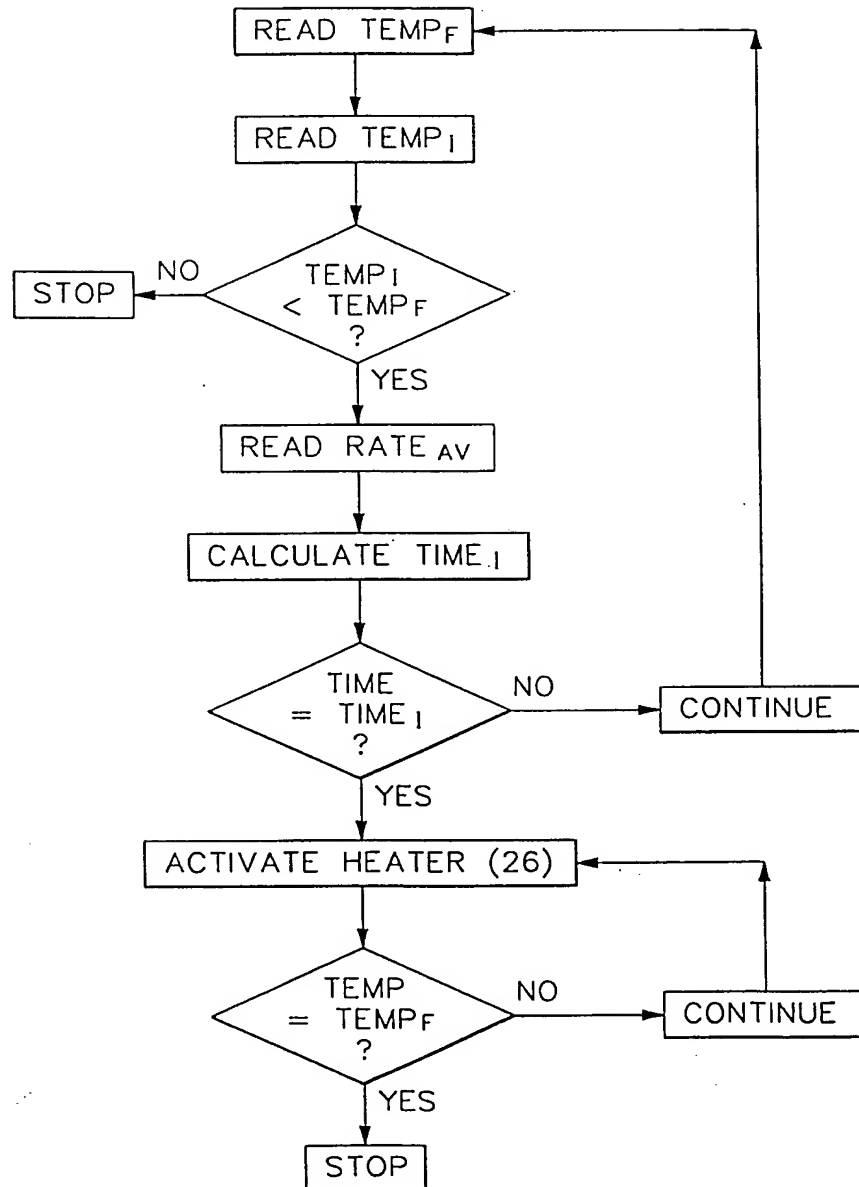 READ TEMPF
READ TEMPI
TEMPI
< TEMPF
?
NO
STOP
YES
READ RATE AV
CALCULATE TIME.I
TIME
= TIMEI
?
NO
CONTINUE
YES
ACTIVATE HEATER (26)
TEMP
= TEMPF
?
NO
CONTINUE
YES
STOP